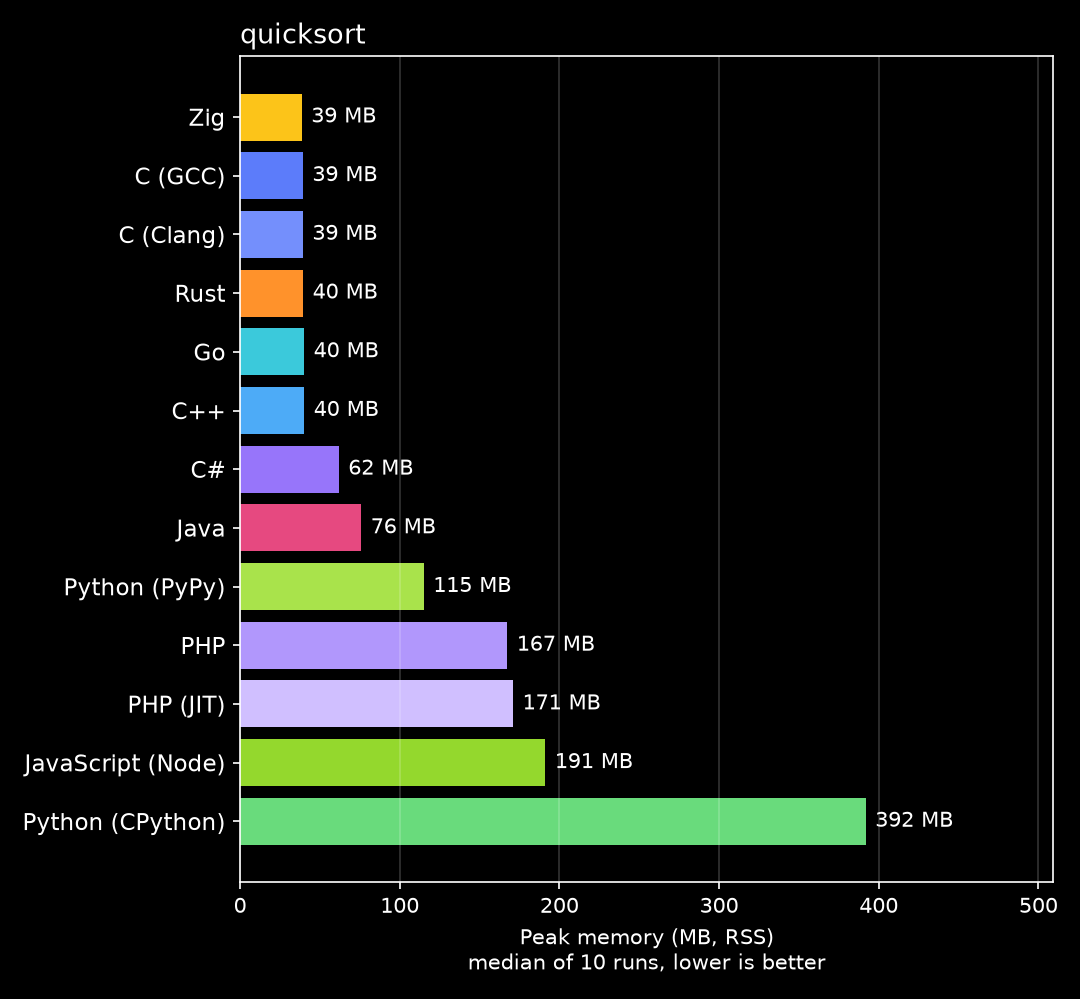 quicksort
Zig 39 MB
C (GCC) 39 MB
C (Clang) 39 MB
Rust 40 MB
Go 40 MB
C++ 40 MB
C# 62 MB
Java 76 MB
Python (PyPy) 115 MB
PHP 167 MB
PHP (JIT) 171 MB
JavaScript (Node) 191 MB
Python (CPython) 392 MB
0 100 200 300 400 500
Peak memory (MB, RSS)
median of 10 runs, lower is better